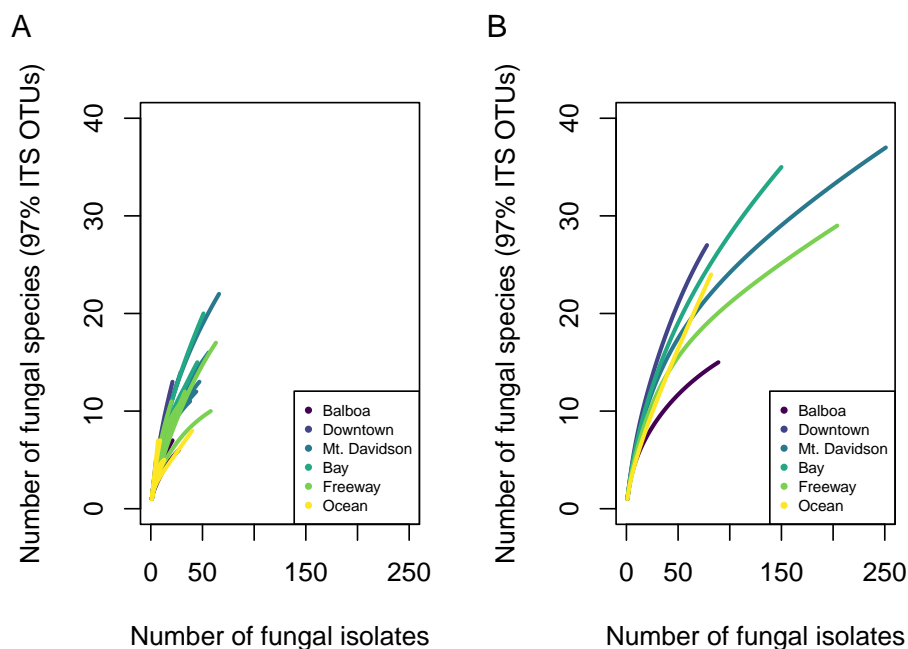 A
Number of fungal species (97% ITS OTUs)
40
30
20
10
0
Balboa
Downtown
Mt. Davidson
Bay
Freeway
Ocean
0 50 150 250
Number of fungal isolates
B
Number of fungal species (97% ITS OTUs)
40
30
20
10
0
Balboa
Downtown
Mt. Davidson
Bay
Freeway
Ocean
0 50 150 250
Number of fungal isolates